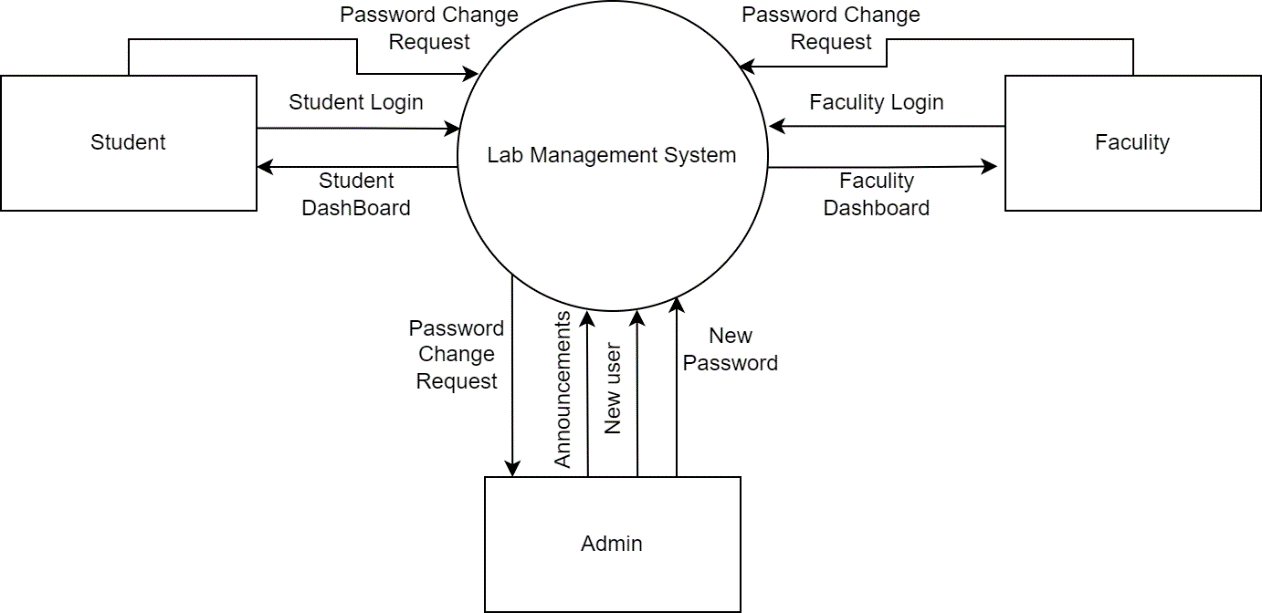 Password Change
Request
Password Change
Request
Student Login
Faculity Login
Student
Lab Management System
Faculity
Student
DashBoard
Faculity
Dashboard
Password
Change
Request
Announcements
New user
New
Password
Admin